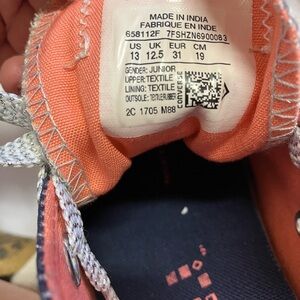 MADE IN INDIA
FABRIQUE EN INDE
658112F 7FSHZN6900083
US UK EUR CM
13 12.5 31 19
GENDER: JUNIOR
UPPER:TEXTILE
LINING: TEXTILE
OUTSOLE: TEXTILE/RUBBER
2C 1705 M88
CONVERSE